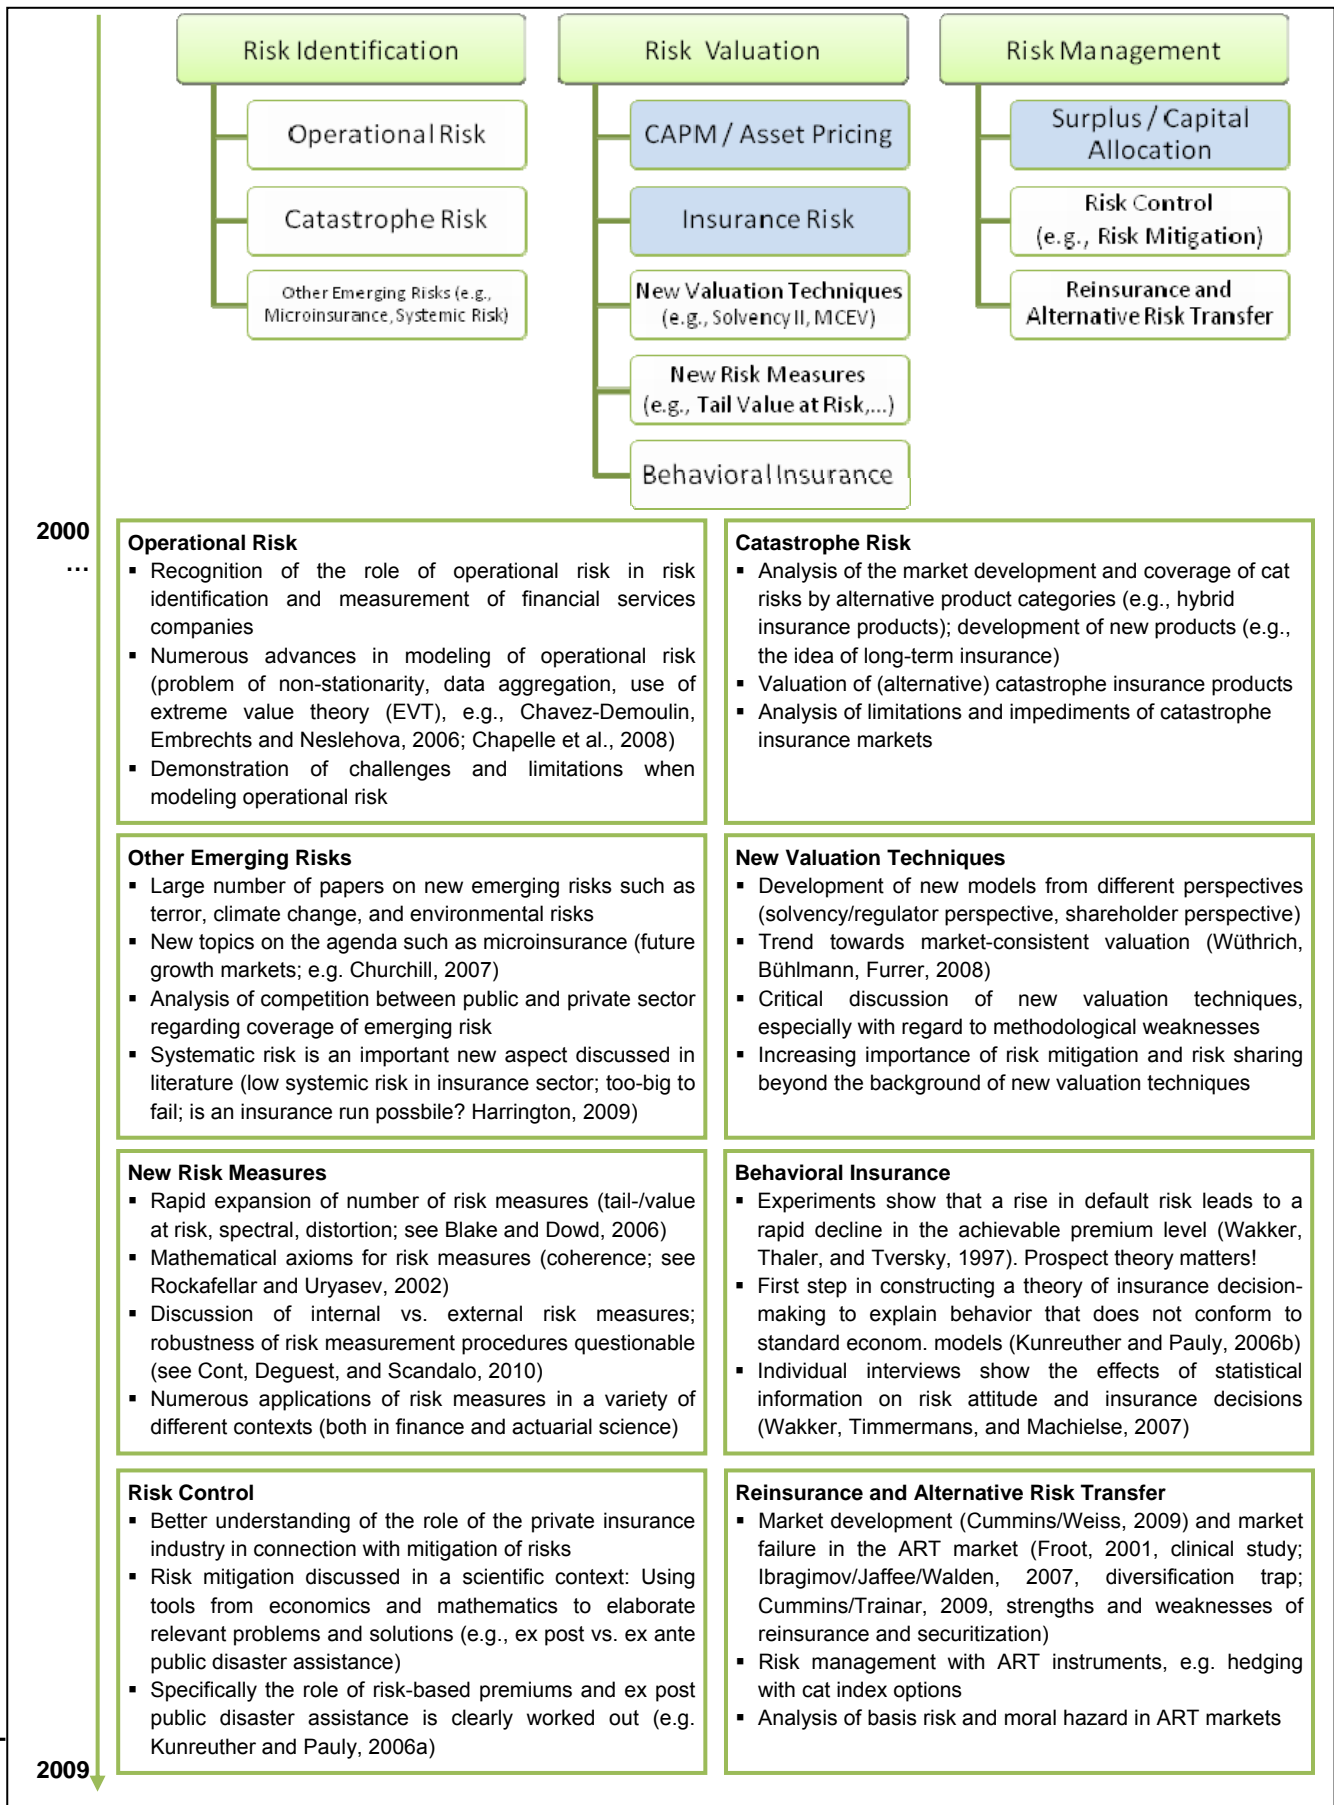 Risk Identification
Operational Risk
Catastrophe Risk
Other Emerging Risks (e.g.,
Microinsurance, Systemic Risk)
Risk Valuation
CAPM / Asset Pricing
Insurance Risk
New Valuation Techniques
(e.g., Solvency II, MCEV)
New Risk Measures
(e.g., Tail Value at Risk,...)
Behavioral Insurance
Risk Management
Surplus / Capital
Allocation
Risk Control
(e.g., Risk Mitigation)
Reinsurance and
Alternative Risk Transfer
2000
...
Operational Risk
▪ Recognition of the role of operational risk in risk
identification and measurement of financial services
companies
▪ Numerous advances in modeling of operational risk
(problem of non-stationarity, data aggregation, use of
extreme value theory (EVT), e.g., Chavez-Demoulin,
Embrechts and Neslehova, 2006; Chapelle et al., 2008)
▪ Demonstration of challenges and limitations when
modeling operational risk
Catastrophe Risk
▪ Analysis of the market development and coverage of cat
risks by alternative product categories (e.g., hybrid
insurance products); development of new products (e.g.,
the idea of long-term insurance)
▪ Valuation of (alternative) catastrophe insurance products
▪ Analysis of limitations and impediments of catastrophe
insurance markets
Other Emerging Risks
▪ Large number of papers on new emerging risks such as
terror, climate change, and environmental risks
▪ New topics on the agenda such as microinsurance (future
growth markets; e.g. Churchill, 2007)
▪ Analysis of competition between public and private sector
regarding coverage of emerging risk
▪ Systematic risk is an important new aspect discussed in
literature (low systemic risk in insurance sector; too-big to
fail; is an insurance run possbile? Harrington, 2009)
New Valuation Techniques
▪ Development of new models from different perspectives
(solvency/regulator perspective, shareholder perspective)
▪ Trend towards market-consistent valuation (Wüthrich,
Bühlmann, Furrer, 2008)
▪ Critical discussion of new valuation techniques,
especially with regard to methodological weaknesses
▪ Increasing importance of risk mitigation and risk sharing
beyond the background of new valuation techniques
New Risk Measures
▪ Rapid expansion of number of risk measures (tail-/value
at risk, spectral, distortion; see Blake and Dowd, 2006)
▪ Mathematical axioms for risk measures (coherence; see
Rockafellar and Uryasev, 2002)
▪ Discussion of internal vs. external risk measures;
robustness of risk measurement procedures questionable
(see Cont, Deguest, and Scandalo, 2010)
▪ Numerous applications of risk measures in a variety of
different contexts (both in finance and actuarial science)
Behavioral Insurance
▪ Experiments show that a rise in default risk leads to a
rapid decline in the achievable premium level (Wakker,
Thaler, and Tversky, 1997). Prospect theory matters!
▪ First step in constructing a theory of insurance decision-
making to explain behavior that does not conform to
standard econom. models (Kunreuther and Pauly, 2006b)
▪ Individual interviews show the effects of statistical
information on risk attitude and insurance decisions
(Wakker, Timmermans, and Machielse, 2007)
Risk Control
▪ Better understanding of the role of the private insurance
industry in connection with mitigation of risks
▪ Risk mitigation discussed in a scientific context: Using
tools from economics and mathematics to elaborate
relevant problems and solutions (e.g., ex post vs. ex ante
public disaster assistance)
▪ Specifically the role of risk-based premiums and ex post
public disaster assistance is clearly worked out (e.g.
Kunreuther and Pauly, 2006a)
Reinsurance and Alternative Risk Transfer
▪ Market development (Cummins/Weiss, 2009) and market
failure in the ART market (Froot, 2001, clinical study;
Ibragimov/Jaffee/Walden, 2007, diversification trap;
Cummins/Trainar, 2009, strengths and weaknesses of
reinsurance and securitization)
▪ Risk management with ART instruments, e.g. hedging
with cat index options
▪ Analysis of basis risk and moral hazard in ART markets
2009